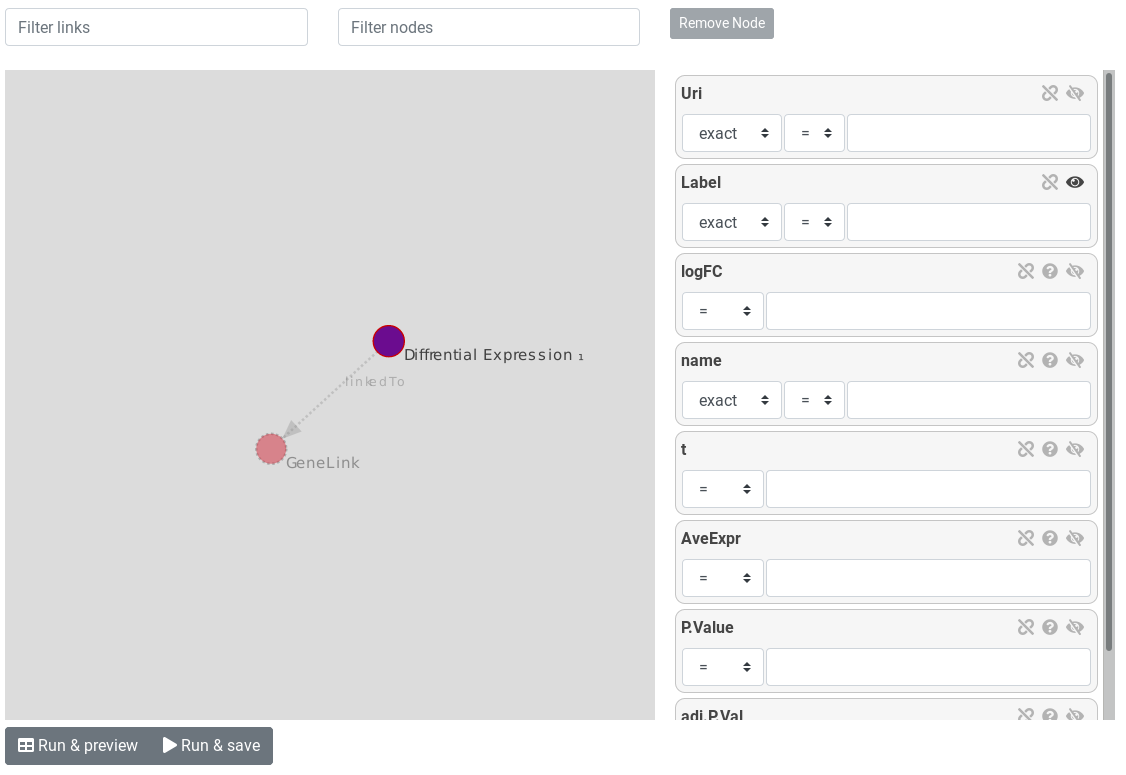 Filter links
Filter nodes
Remove Node
Uri
exact
=
Label
exact
=
Diffrential Expression ₁
linkedTo
GeneLink
logFC
=
name
exact
=
t
=
AveExpr
=
P.Value
=
adj.P.Val
Run & preview
Run & save